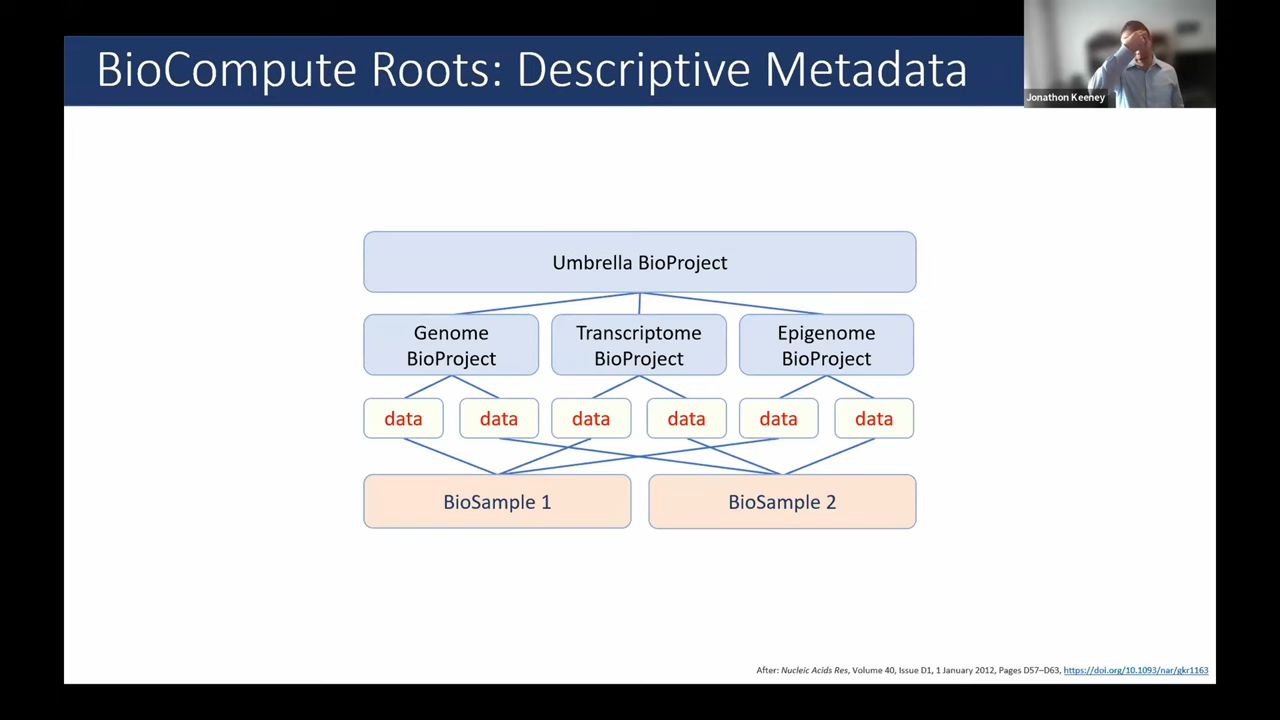 BioCompute Roots: Descriptive Metadata
Jonathon Keeney
Umbrella BioProject
Genome
BioProject
Transcriptome
BioProject
Epigenome
BioProject
data
data
data
data
data
data
BioSample 1
BioSample 2
After: Nucleic Acids Res, Volume 40, Issue D1, 1 January 2012, Pages D57–D63, https://doi.org/10.1093/nar/gkr1163